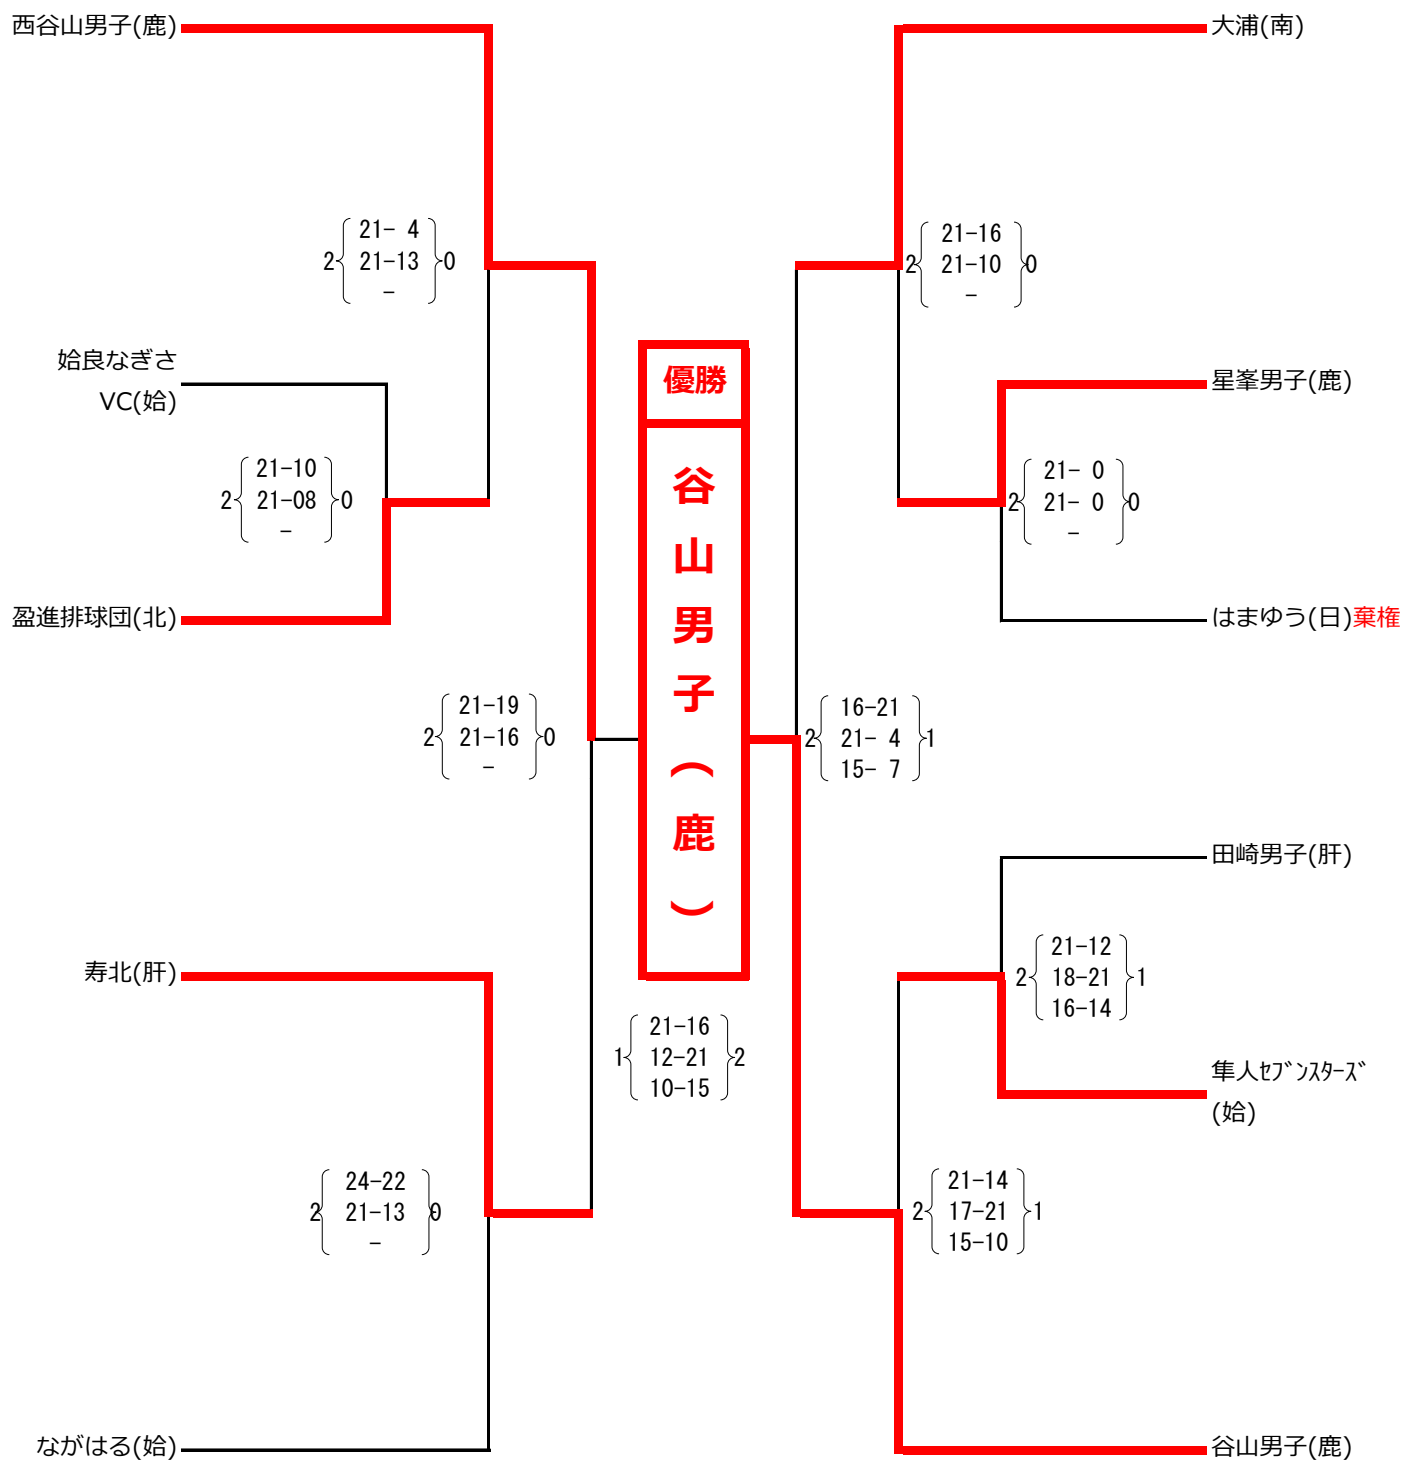 西谷山男子(鹿)
大浦(南)
21- 4
2 21-13 0
-
21-16
2 21-10 0
-
姶良なぎさ
VC(姶)
優勝
星峯男子(鹿)
21-10
2 21-08 0
-
21- 0
2 21- 0 0
-
盈進排球団(北)
はまゆう(日)棄権
谷山男子(鹿)
21-19
2 21-16 0
-
16-21
2 21- 4 1
15- 7
田崎男子(肝)
寿北(肝)
21-12
2 18-21 1
16-14
21-16
1 12-21 2
10-15
隼人ｾﾌﾞﾝｽﾀｰｽﾞ
(姶)
24-22
2 21-13 0
-
21-14
2 17-21 1
15-10
ながはる(姶)
谷山男子(鹿)